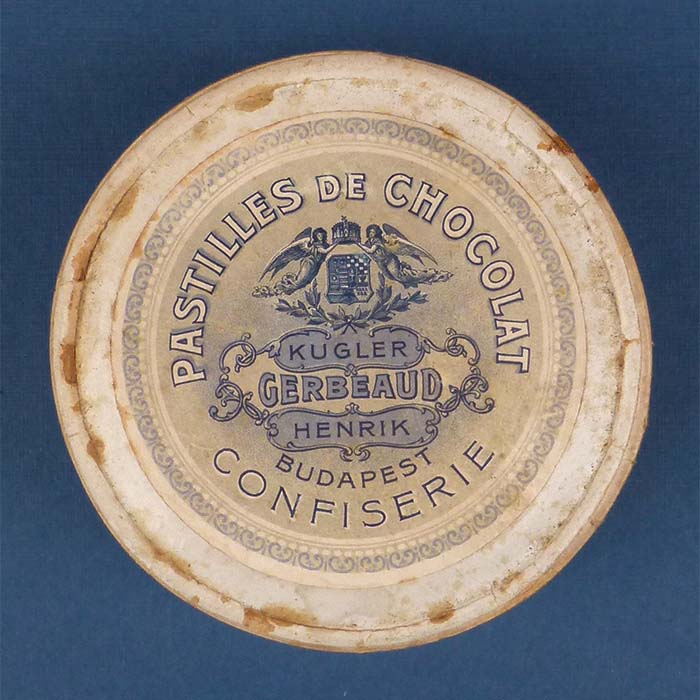 PASTILLES DE CHOCOLAT
KUGLER
GERBEAUD
HENRIK
BUDAPEST
CONFISERIE